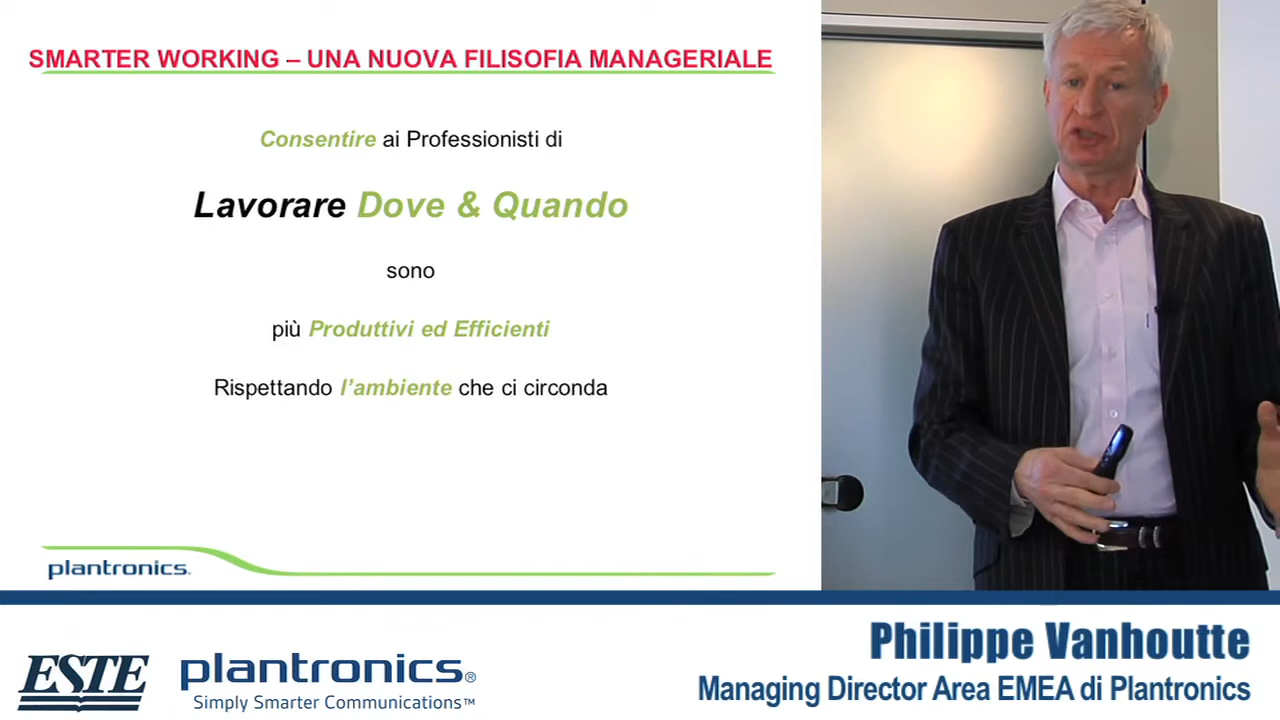 SMARTER WORKING – UNA NUOVA FILISOFIA MANAGERIALE
Consentire ai Professionisti di
Lavorare Dove & Quando
sono
più Produttivi ed Efficienti
Rispettando l’ambiente che ci circonda
plantronics.
ESTE
plantronics®
Simply Smarter Communications™
Philippe Vanhoutte
Managing Director Area EMEA di Plantronics